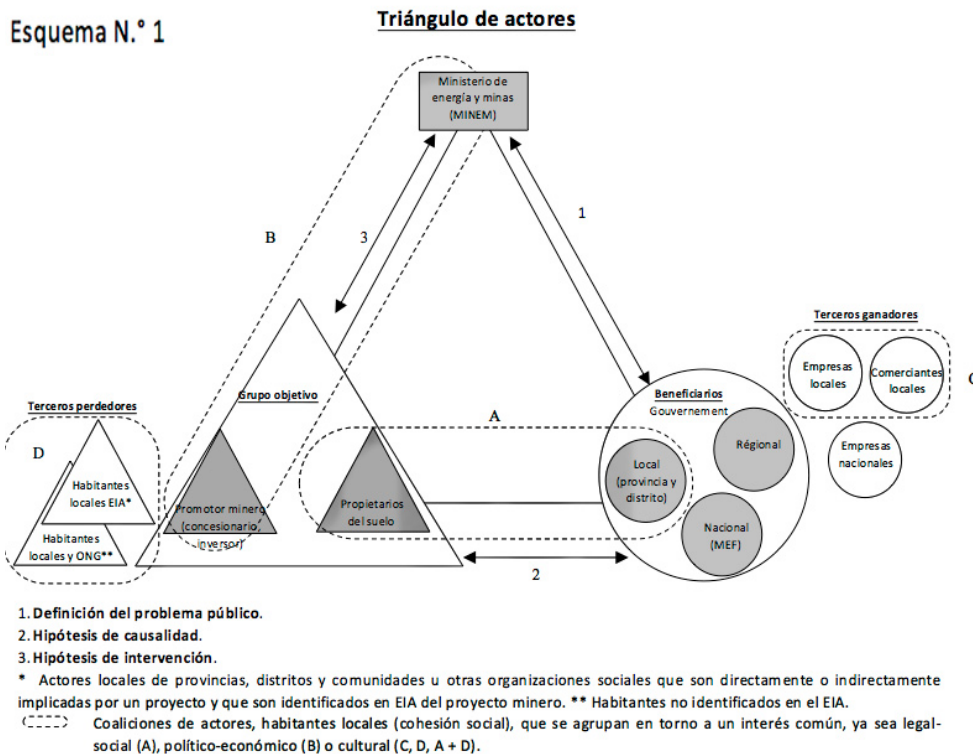 Esquema N.° 1
Triángulo de actores
Ministerio de
energía y minas
(MINEM)
B
3
1
Terceros ganadores
Empresas
locales
Comerciantes
locales
C
Grupo objetivo
Beneficiarios
Gouvernement
Terceros perdedores
A
Régional
Empresas
nacionales
D
Habitantes
locales EIA*
Promotor minero
(concesionario,
inversor)
Propietarios
del suelo
Local
(provincia y
distrito)
Nacional
(MEF)
Habitantes
locales y ONG**
2
1. Definición del problema público.
2. Hipótesis de causalidad.
3. Hipótesis de intervención.
* Actores locales de provincias, distritos y comunidades u otras organizaciones sociales que son directamente o indirectamente
implicadas por un proyecto y que son identificados en EIA del proyecto minero. ** Habitantes no identificados en el EIA.
Coaliciones de actores, habitantes locales (cohesión social), que se agrupan en torno a un interés común, ya sea legal-
social (A), político-económico (B) o cultural (C, D, A + D).